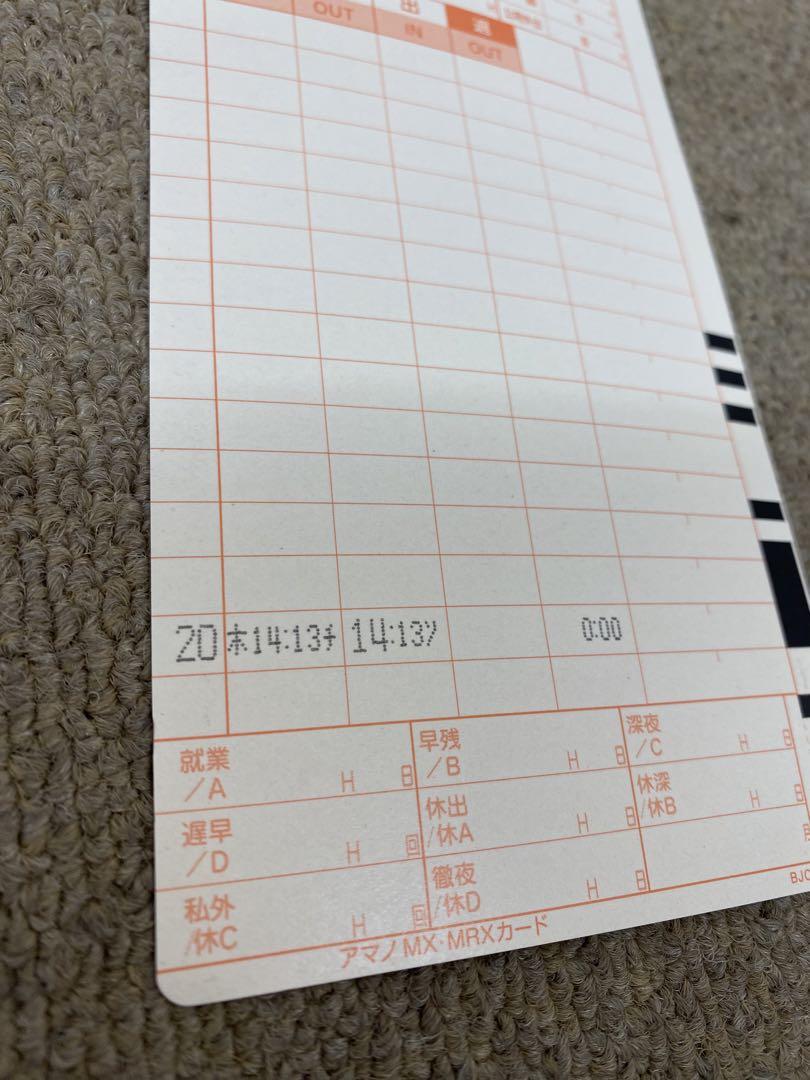 OUT 出 退
IN OUT
20 木14:13チ 14:13ソ 0:00
就業/A H 日
早残/B H 日
深夜/C H 日
遅早/D H 回
休出/休A H 日
休深/休B H 日
私外/休C H 回
徹夜/休D H 日
アマノMX・MRXカード